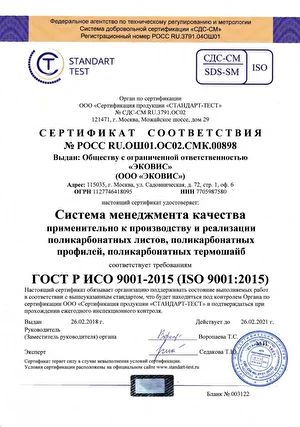 Федеральное агентство по техническому регулированию и метрологии
Система добровольной сертификации «СДС-СМ»
Регистрационный номер РОСС RU.3791.04ОШ01
STANDART
TEST
СДС-СМ
SDS-SM
ISO
Орган по сертификации
ООО «Сертификация продукции «СТАНДАРТ-ТЕСТ»
№ СДС-СМ RU.3791.ОС02
121471, г. Москва, Можайское шоссе, дом 29
СЕРТИФИКАТ СООТВЕТСТВИЯ
№ РОСС RU.ОШ01.ОС02.СМК.00898
Выдан: Обществу с ограниченной ответственностью
«ЭКОВИС»
(ООО «ЭКОВИС»)
Адрес: 115035, г. Москва, ул. Садовническая, д. 72, стр. 1, оф. 6
ОГРН 1127746418095 ИНН 7705987580
настоящий сертификат удостоверяет:
Система менеджмента качества
применительно к производству и реализации
поликарбонатных листов, поликарбонатных
профилей, поликарбонатных термошайб
соответствует требованиям
ГОСТ Р ИСО 9001-2015 (ISO 9001:2015)
Настоящий сертификат обязывает организацию поддерживать состояние выполняемых работ
в соответствие с вышеуказанным стандартом, что будет находиться под контролем Органа по
сертификации ООО «Сертификация продукции «СТАНДАРТ-ТЕСТ» и подтверждаться при
прохождении ежегодного инспекционного контроля.
Выдан: 26.02.2018 г. Действителен до: 26.02.2021 г.
Руководитель
(Заместитель руководителя) органа Воропаева Т.С.
Эксперт Седакова Т.Ю.
Сертификат теряет силу в случае невыполнения условий сертификации.
Условия сертификации расположены на официальном сайте www.standart-test.ru
Бланк № 003122